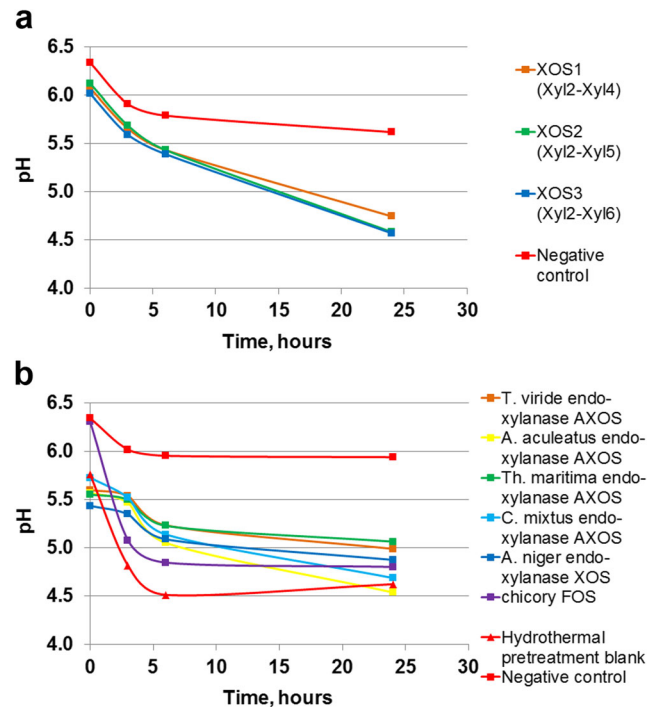 a
6.5
6.0
5.5
5.0
4.5
4.0
pH
0
5
10
15
20
25
30
Time, hours
XOS1
(Xyl2-Xyl4)
XOS2
(Xyl2-Xyl5)
XOS3
(Xyl2-Xyl6)
Negative
control
b
6.5
6.0
5.5
5.0
4.5
4.0
pH
0
5
10
15
20
25
30
Time, hours
T. viride endo-
xylanase AXOS
A. aculeatus endo-
xylanase AXOS
Th. maritima endo-
xylanase AXOS
C. mixtus endo-
xylanase AXOS
A. niger endo-
xylanase XOS
chicory FOS
Hydrothermal
pretreatment blank
Negative control